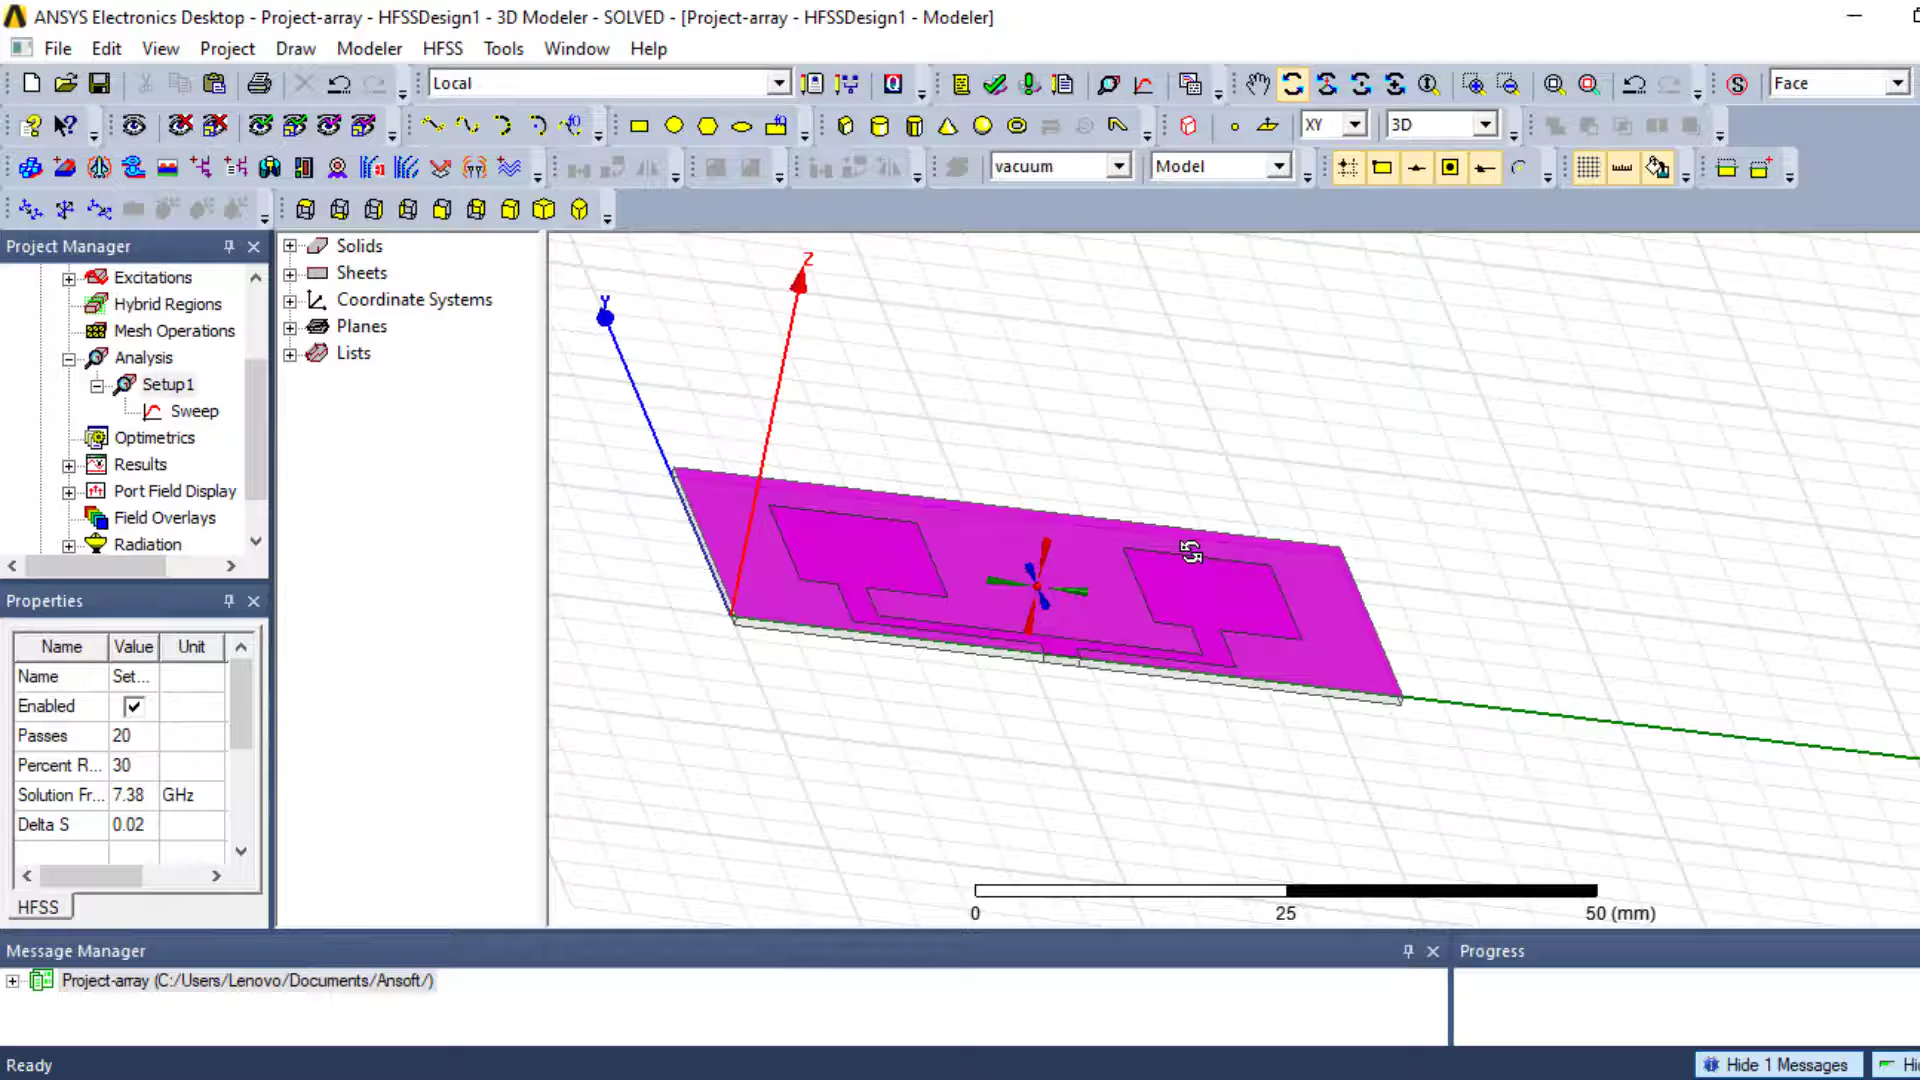 ANSYS Electronics Desktop - Project-array - HFSSDesign1 - 3D Modeler - SOLVED - [Project-array - HFSSDesign1 - Modeler]
File Edit View Project Draw Modeler HFSS Tools Window Help
Local Face
XY 3D
vacuum Model
Project Manager
Excitations
Hybrid Regions
Mesh Operations
Analysis
Setup1
Sweep
Optimetrics
Results
Port Field Display
Field Overlays
Radiation
Solids
Sheets
Coordinate Systems
Planes
Lists
Z
Y
Properties
Name Value Unit
Name Set...
Enabled
Passes 20
Percent R... 30
Solution Fr... 7.38 GHz
Delta S 0.02
HFSS
0 25 50 (mm)
Message Manager
Project-array (C:/Users/Lenovo/Documents/Ansoft/)
Progress
Ready
Hide 1 Messages